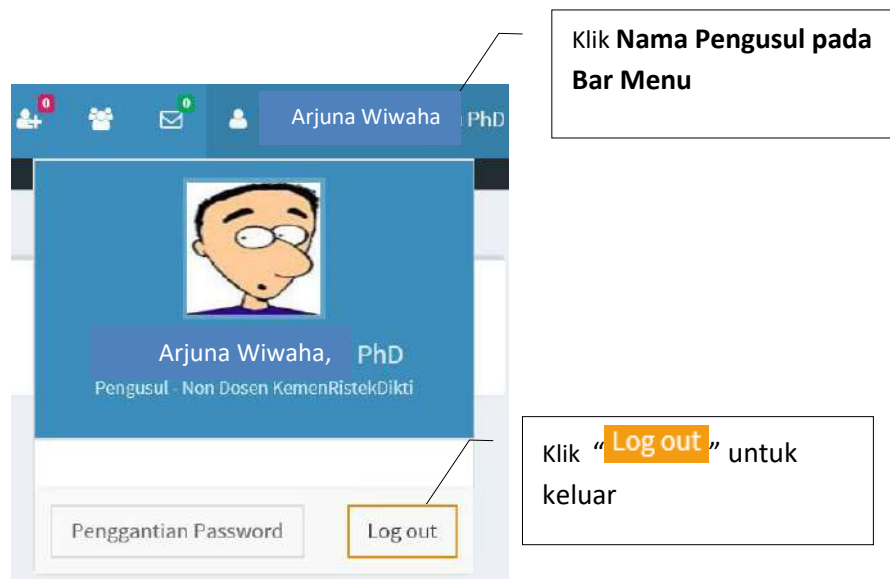 Klik Nama Pengusul pada
Bar Menu
0
0
Arjuna Wiwaha PhD
Arjuna Wiwaha, PhD
Pengusul - Non Dosen KemenRistekDikti
Klik “Log out” untuk
keluar
Penggantian Password
Log out